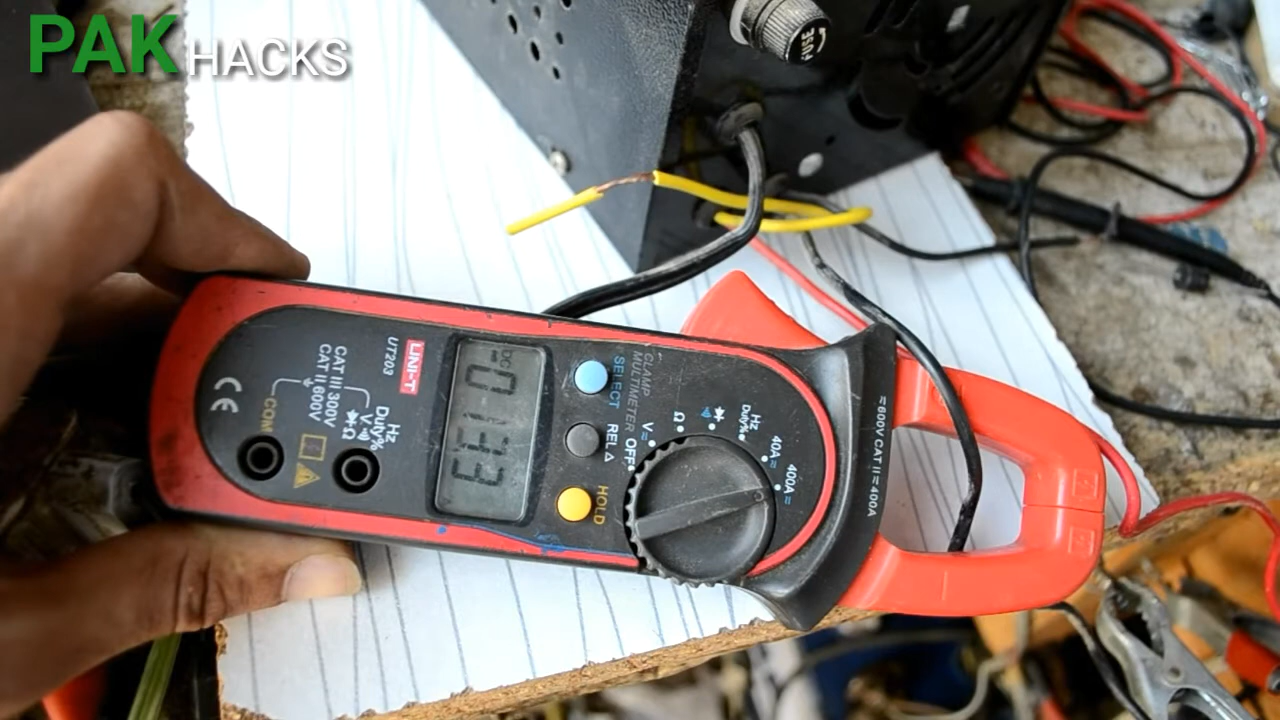 PAK HACKS
FUSE
UNI-T
UT203
CLAMP
MULTIMETER
CAT III 300V
CAT II 600V
COM
Hz
Duty%
V
Ω
CE
DC
SELECT
REL △
HOLD
OFF
V≂
Ω
Hz
Duty%
40A≂
400A≂
≂600V CAT II ≂400A